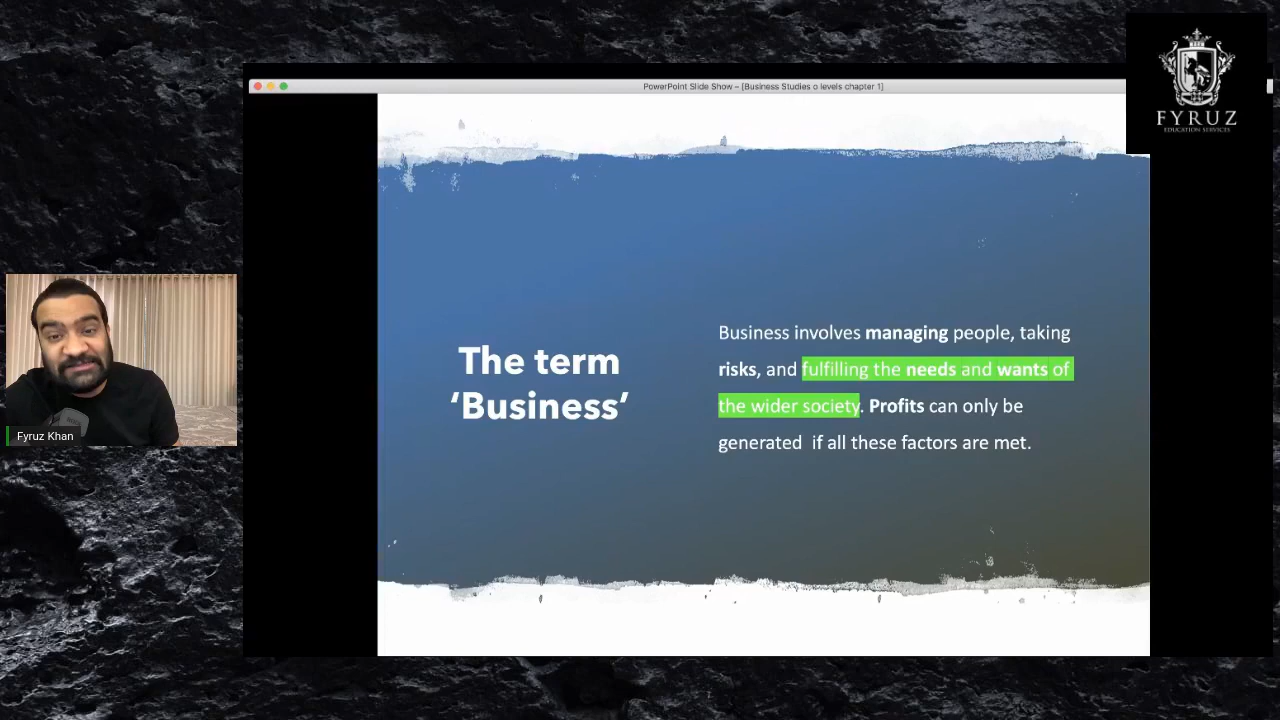 PowerPoint Slide Show – [Business Studies o levels chapter 1]
FYRUZ
EDUCATION SERVICES
The term
‘Business’
Business involves managing people, taking
risks, and fulfilling the needs and wants of
the wider society. Profits can only be
generated  if all these factors are met.
Fyruz Khan